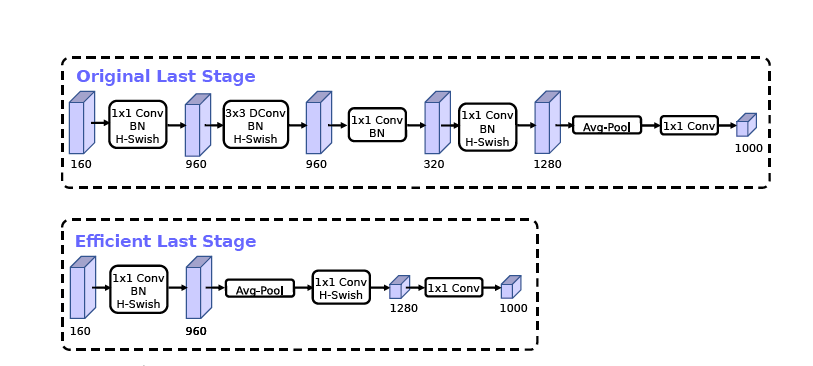 Original Last Stage
1x1 Conv
BN
H-Swish
3x3 DConv
BN
H-Swish
1x1 Conv
BN
1x1 Conv
BN
H-Swish
Avg-Pool
1x1 Conv
160
960
960
320
1280
1000
Efficient Last Stage
1x1 Conv
BN
H-Swish
Avg-Pool
1x1 Conv
H-Swish
1x1 Conv
160
960
1280
1000